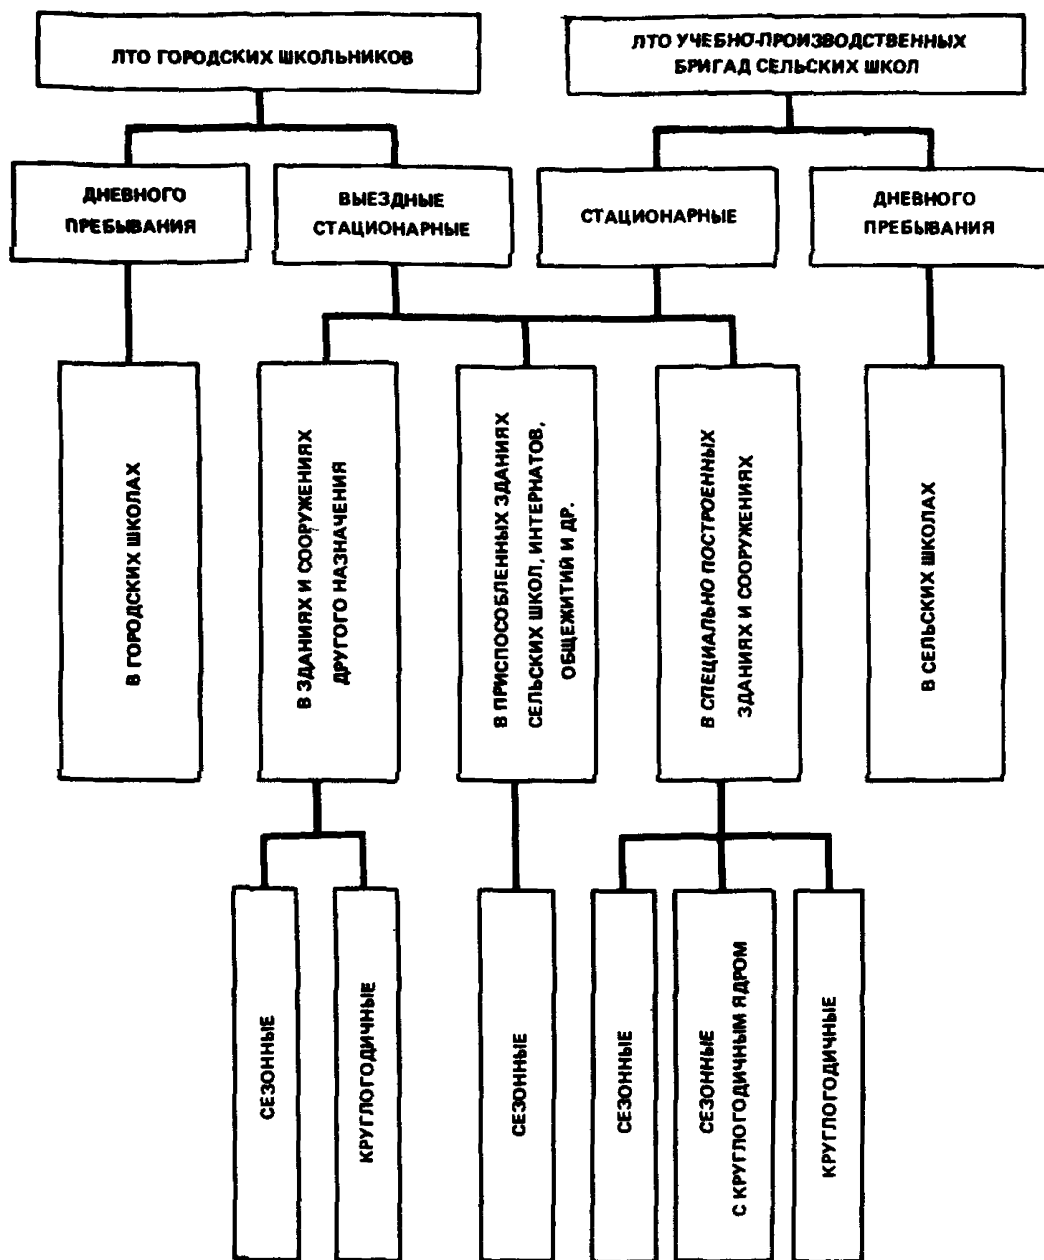 ЛТО ГОРОДСКИХ ШКОЛЬНИКОВ
ЛТО УЧЕБНО-ПРОИЗВОДСТВЕННЫХ
БРИГАД СЕЛЬСКИХ ШКОЛ
ДНЕВНОГО
ПРЕБЫВАНИЯ
ВЫЕЗДНЫЕ
СТАЦИОНАРНЫЕ
СТАЦИОНАРНЫЕ
ДНЕВНОГО
ПРЕБЫВАНИЯ
В ГОРОДСКИХ ШКОЛАХ
В ЗДАНИЯХ И СООРУЖЕНИЯХ
ДРУГОГО НАЗНАЧЕНИЯ
В ПРИСПОСОБЛЕННЫХ ЗДАНИЯХ
СЕЛЬСКИХ ШКОЛ, ИНТЕРНАТОВ,
ОБЩЕЖИТИЙ И ДР.
В СПЕЦИАЛЬНО ПОСТРОЕННЫХ
ЗДАНИЯХ И СООРУЖЕНИЯХ
В СЕЛЬСКИХ ШКОЛАХ
СЕЗОННЫЕ
КРУГЛОГОДИЧНЫЕ
СЕЗОННЫЕ
СЕЗОННЫЕ
СЕЗОННЫЕ
С КРУГЛОГОДИЧНЫМ ЯДРОМ
КРУГЛОГОДИЧНЫЕ